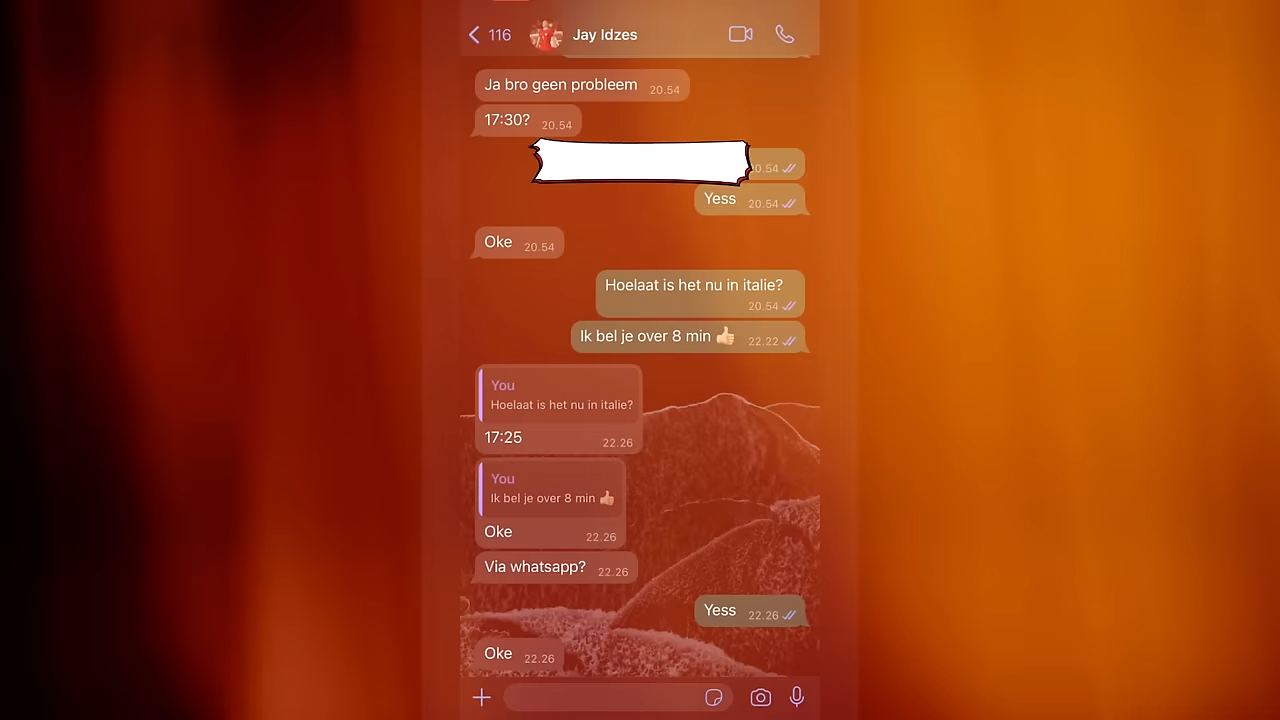 116
Jay Idzes
Ja bro geen probleem 20.54
17:30? 20.54
0.54
Yess 20.54
Oke 20.54
Hoelaat is het nu in italie?
20.54
Ik bel je over 8 min 👍🏼 22.22
You
Hoelaat is het nu in italie?
17:25 22.26
You
Ik bel je over 8 min 👍🏼
Oke 22.26
Via whatsapp? 22.26
Yess 22.26
Oke 22.26